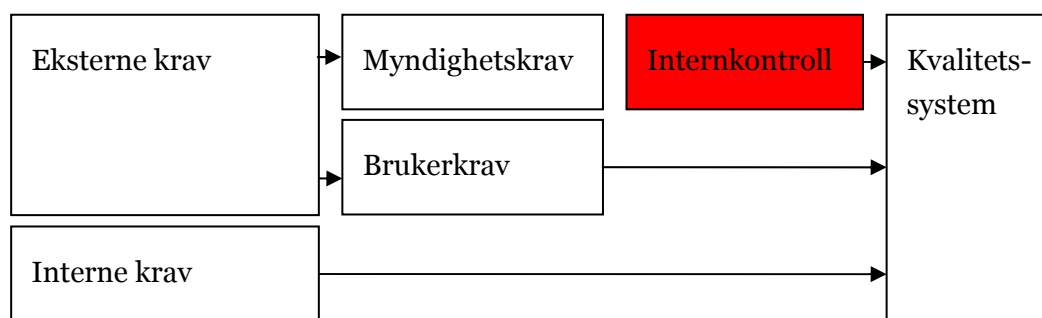 Eksterne krav
Myndighetskrav
Internkontroll
Kvalitets-
system
Brukerkrav
Interne krav